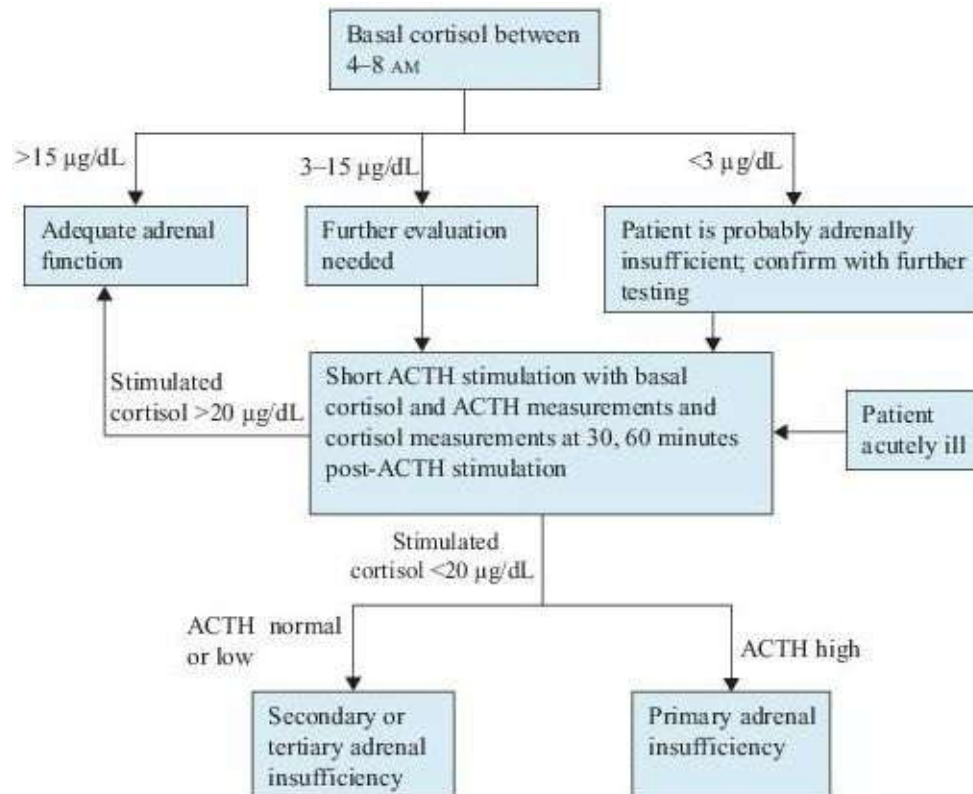 Basal cortisol between
4–8 AM
>15 µg/dL
3–15 µg/dL
<3 µg/dL
Adequate adrenal
function
Further evaluation
needed
Patient is probably adrenally
insufficient; confirm with further
testing
Stimulated
cortisol >20 µg/dL
Short ACTH stimulation with basal
cortisol and ACTH measurements and
cortisol measurements at 30, 60 minutes
post-ACTH stimulation
Patient
acutely ill
Stimulated
cortisol <20 µg/dL
ACTH normal
or low
ACTH high
Secondary or
tertiary adrenal
insufficiency
Primary adrenal
insufficiency